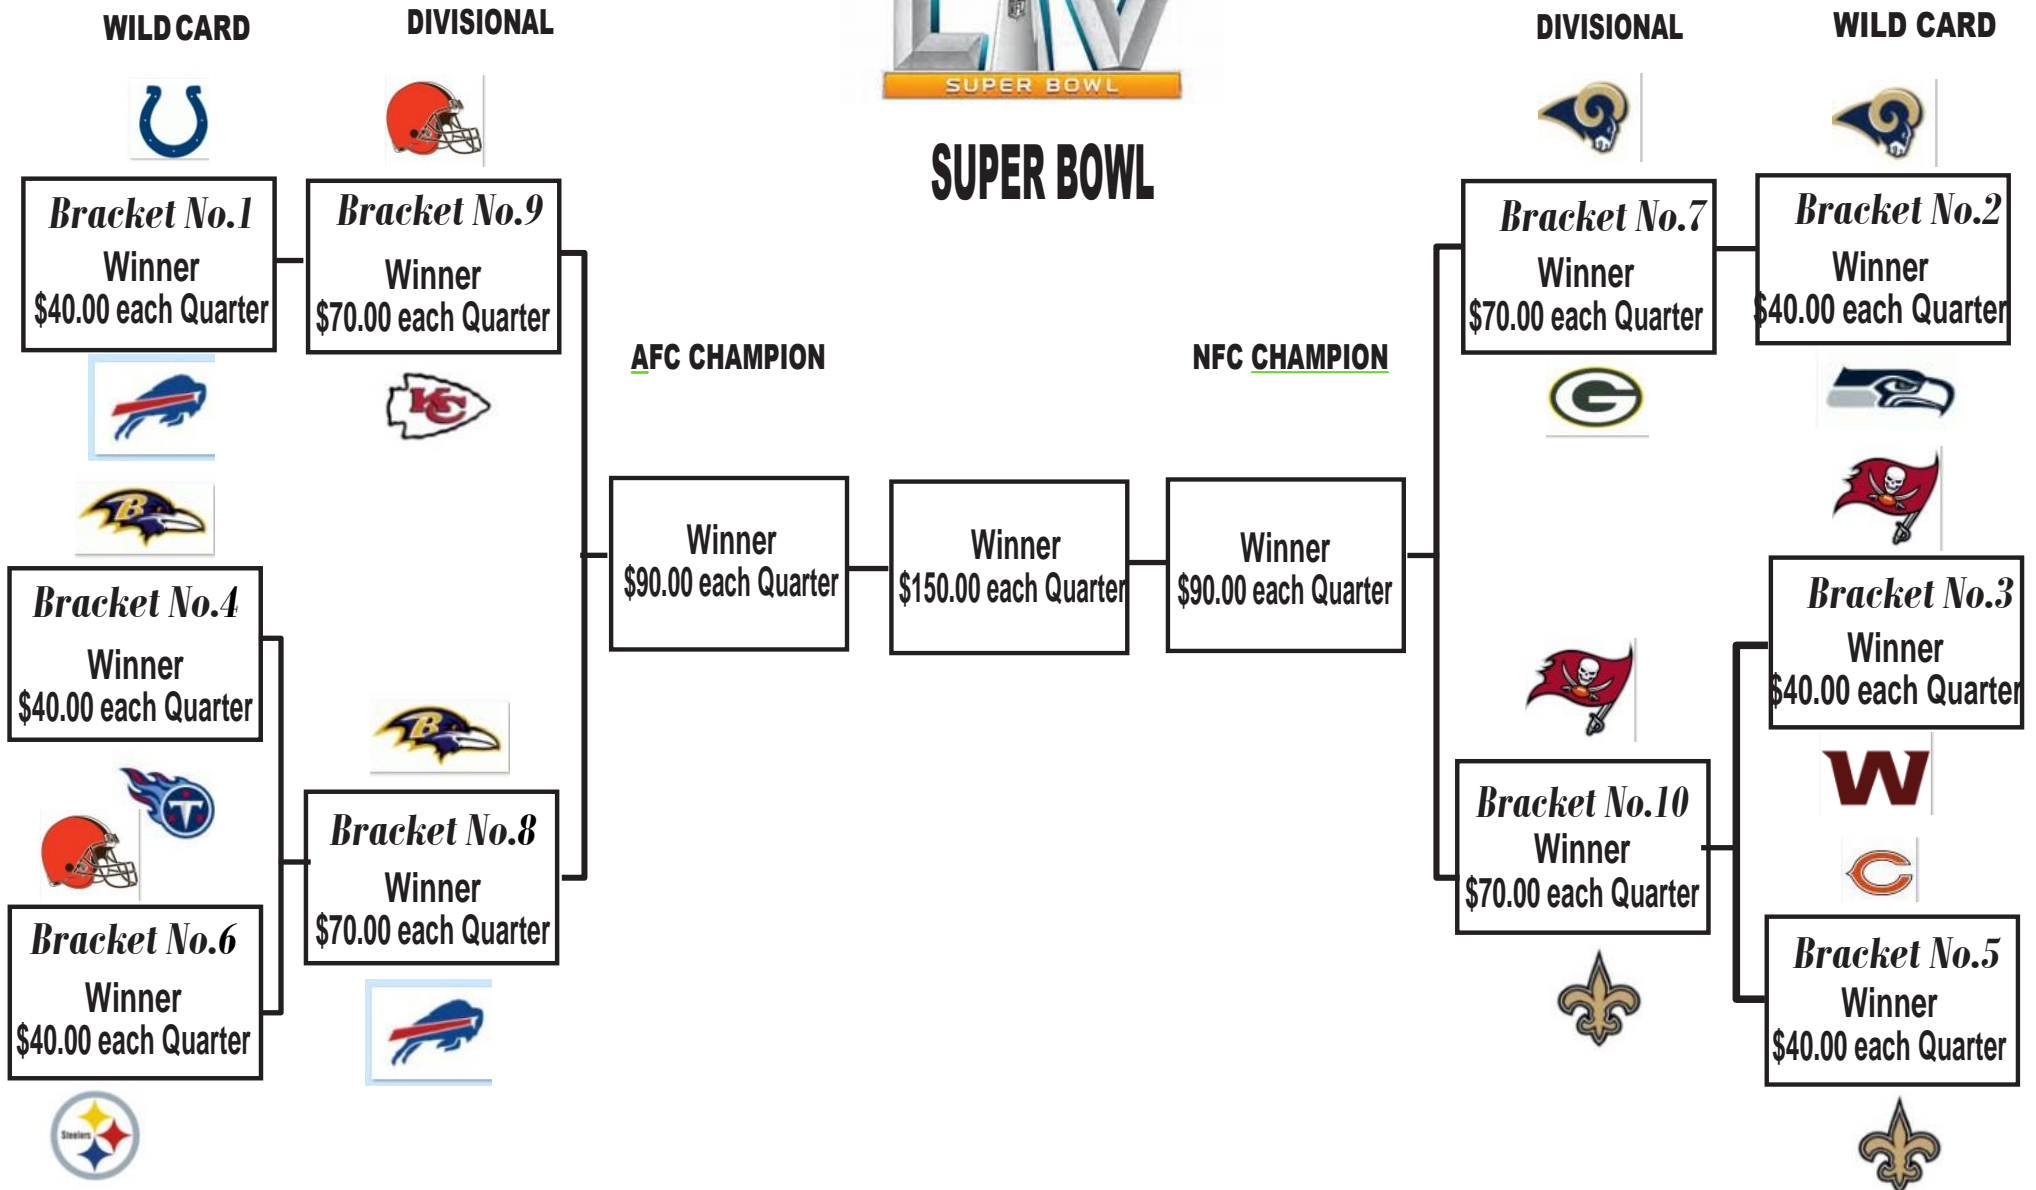 WILD CARD
DIVISIONAL
LIV
SUPER BOWL
DIVISIONAL
WILD CARD
SUPER BOWL
Bracket No.1
Winner
$40.00 each Quarter
Bracket No.9
Winner
$70.00 each Quarter
KC
AFC CHAMPION
NFC CHAMPION
Bracket No.7
Winner
$70.00 each Quarter
G
Bracket No.2
Winner
$40.00 each Quarter
B
Bracket No.4
Winner
$40.00 each Quarter
T
Winner
$90.00 each Quarter
Winner
$150.00 each Quarter
Winner
$90.00 each Quarter
Bracket No.3
Winner
$40.00 each Quarter
W
C
B
Bracket No.8
Winner
$70.00 each Quarter
Bracket No.10
Winner
$70.00 each Quarter
Bracket No.6
Winner
$40.00 each Quarter
Steelers
Bracket No.5
Winner
$40.00 each Quarter